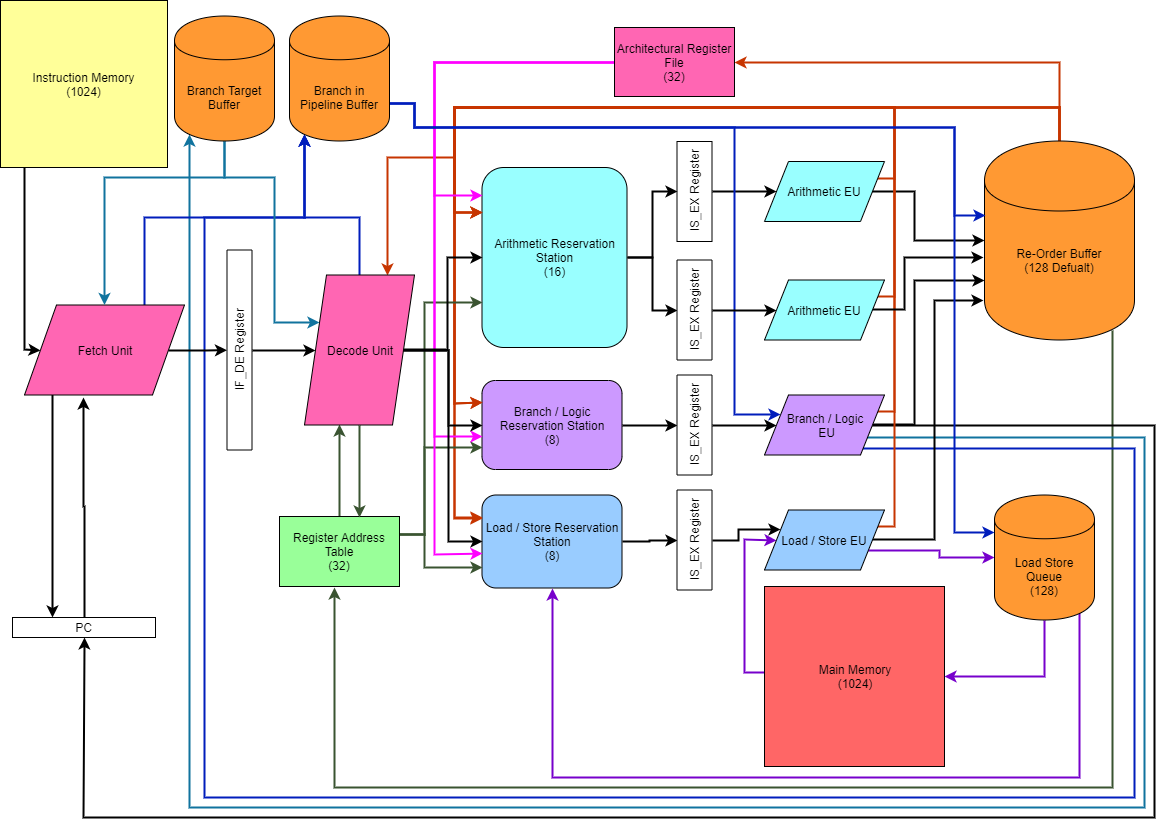 Instruction Memory
(1024)
Branch Target
Buffer
Branch in
Pipeline Buffer
Architectural Register
File
(32)
IS_EX Register
Arithmetic EU
Arithmetic Reservation
Station
(16)
Re-Order Buffer
(128 Defualt)
IS_EX Register
Arithmetic EU
Fetch Unit
IF_DE Register
Decode Unit
Branch / Logic
Reservation Station
(8)
IS_EX Register
Branch / Logic
EU
Register Address
Table
(32)
Load / Store Reservation
Station
(8)
IS_EX Register
Load / Store EU
Load Store
Queue
(128)
PC
Main Memory
(1024)